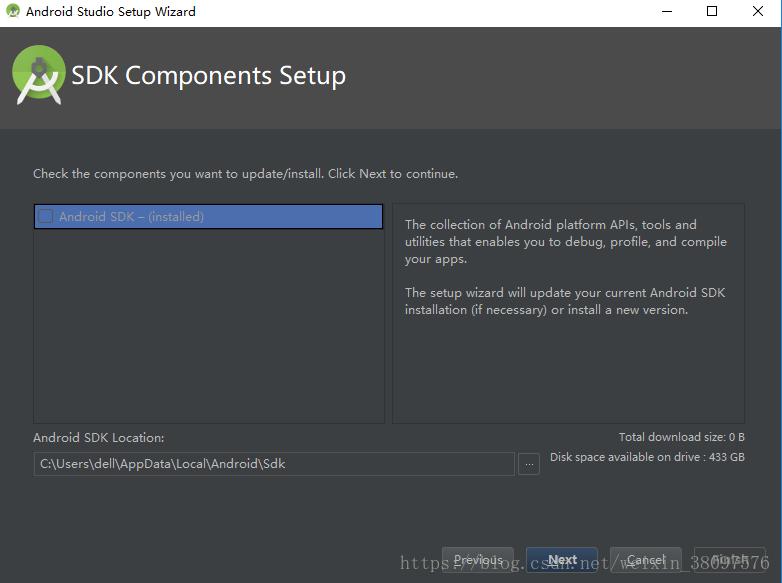 Android Studio Setup Wizard
SDK Components Setup
Check the components you want to update/install. Click Next to continue.
Android SDK – (installed)
The collection of Android platform APIs, tools and
utilities that enables you to debug, profile, and compile
your apps.
The setup wizard will update your current Android SDK
installation (if necessary) or install a new version.
Android SDK Location:
Total download size: 0 B
C:\Users\dell\AppData\Local\Android\Sdk
...
Disk space available on drive : 433 GB
Previous
Next
Cancel
Finish
https://blog.csdn.net/weixin_38097576